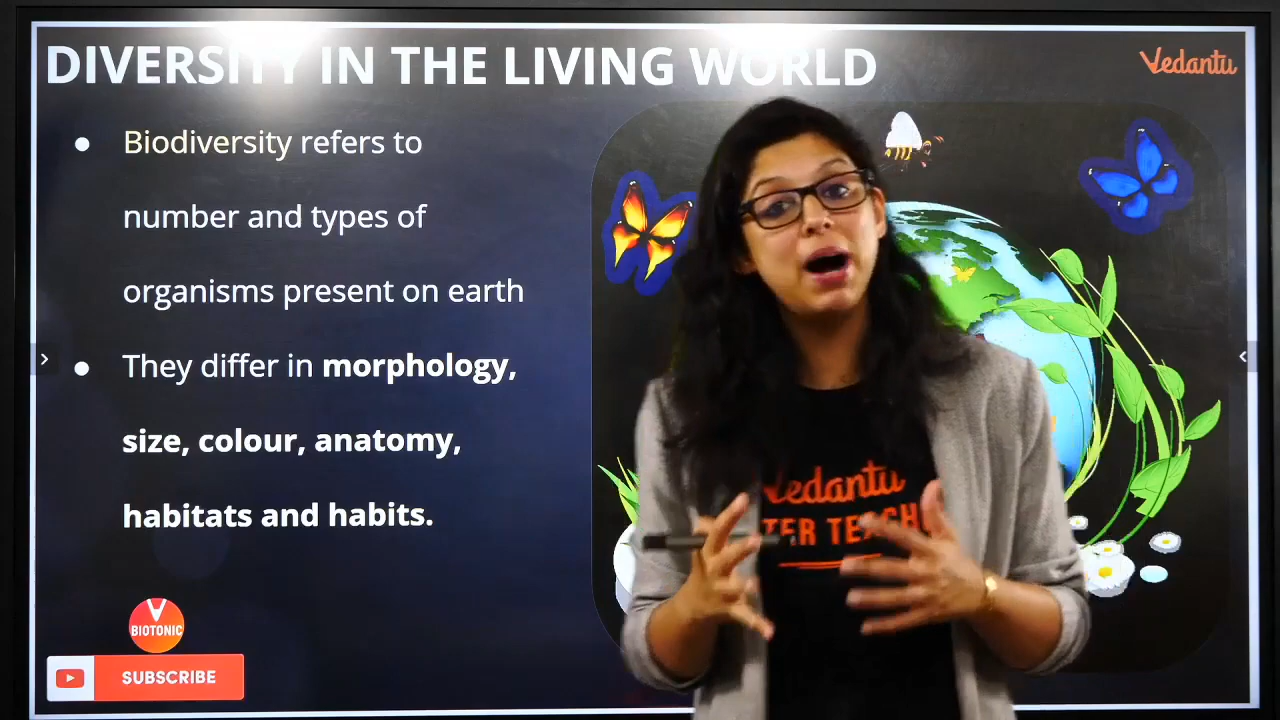 DIVERSITY IN THE LIVING WORLD
Vedantu
● Biodiversity refers to
number and types of
organisms present on earth
● They differ in morphology,
size, colour, anatomy,
habitats and habits.
Vedantu
V
BIOTONIC
SUBSCRIBE